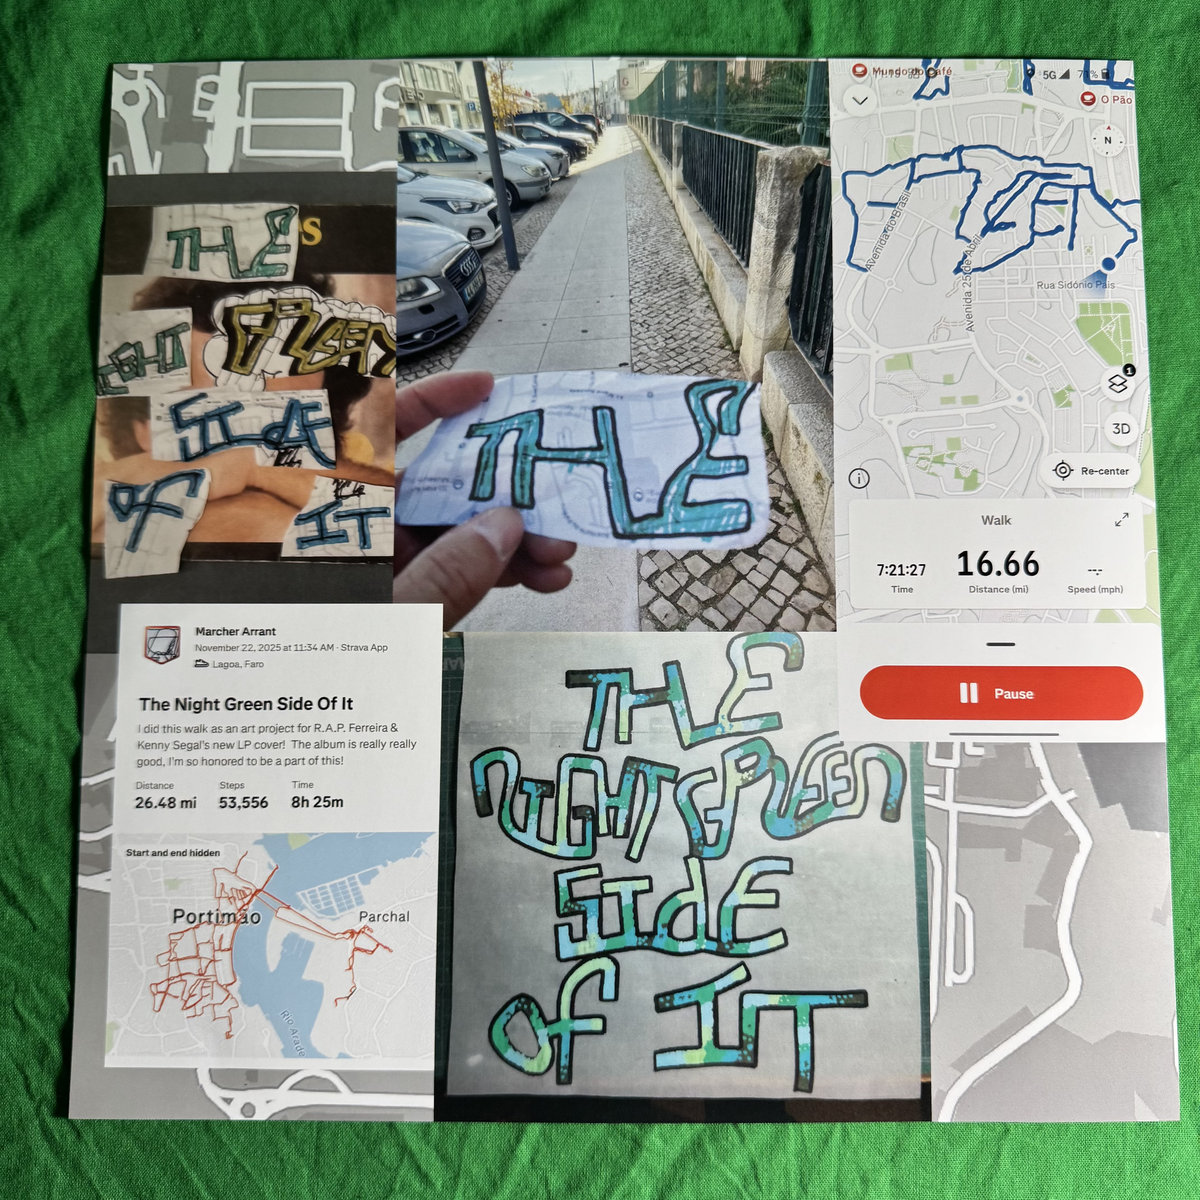 THE
s
GREEN
GHT
SIdE
Of
IT
THE
Mundo do Café
5G
O Pão
N
Avenida do Brasil
Avenida 25 de Abril
Rua Sidónio Pais
1
3D
Re-center
Walk
7:21:27
16.66
--:--
Time
Distance (mi)
Speed (mph)
Pause
Marcher Arrant
November 22, 2025 at 11:34 AM · Strava App
Lagoa, Faro
The Night Green Side Of It
I did this walk as an art project for R.A.P. Ferreira &
Kenny Segal's new LP cover! The album is really really
good, I'm so honored to be a part of this!
Distance
Steps
Time
26.48 mi
53,556
8h 25m
Start and end hidden
Portimão
Parchal
Rio Arade
THE
NIGHT GREEN
SIdE
Of IT